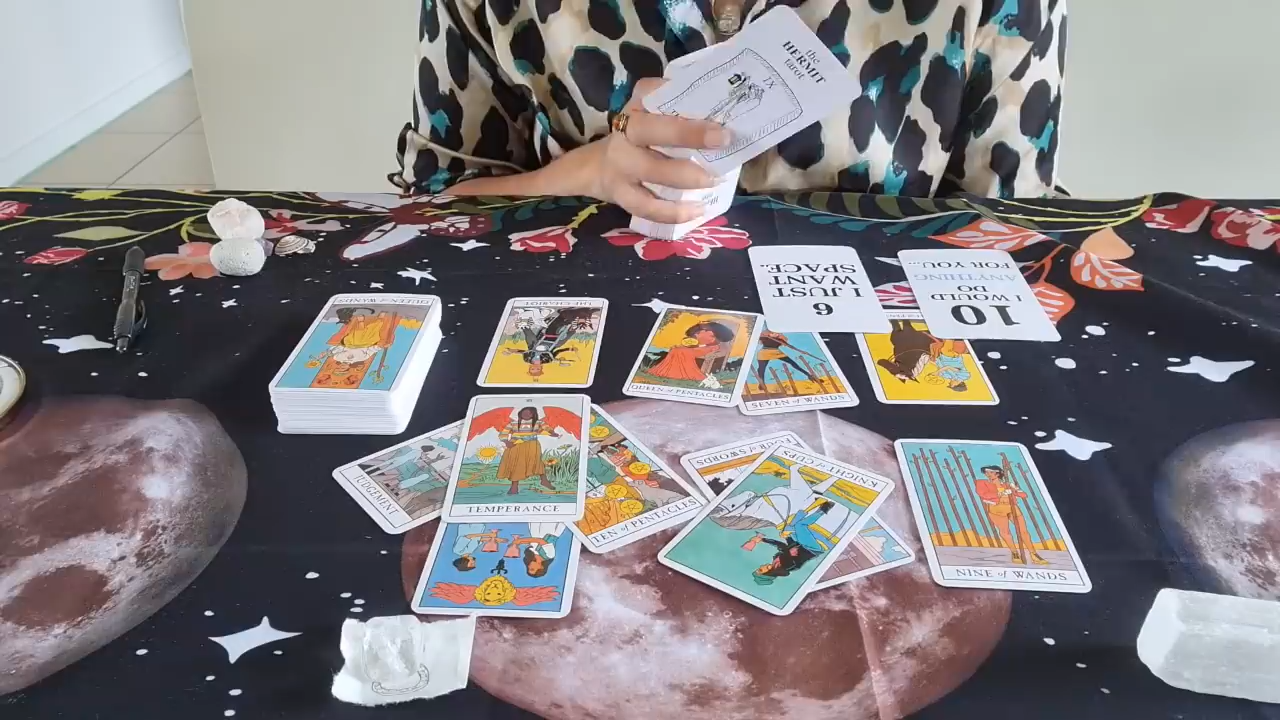 the
HERMIT
tarot
IX
QUEEN of WANDS
THE CHARIOT
QUEEN of PENTACLES
SEVEN of WANDS
6
I JUST
WANT
SPACE..
10
I WOULD
DO
ANYTHING
FOR YOU...
JUDGEMENT
TEMPERANCE
TEN of PENTACLES
FOUR of SWORDS
KNIGHT of CUPS
NINE of WANDS